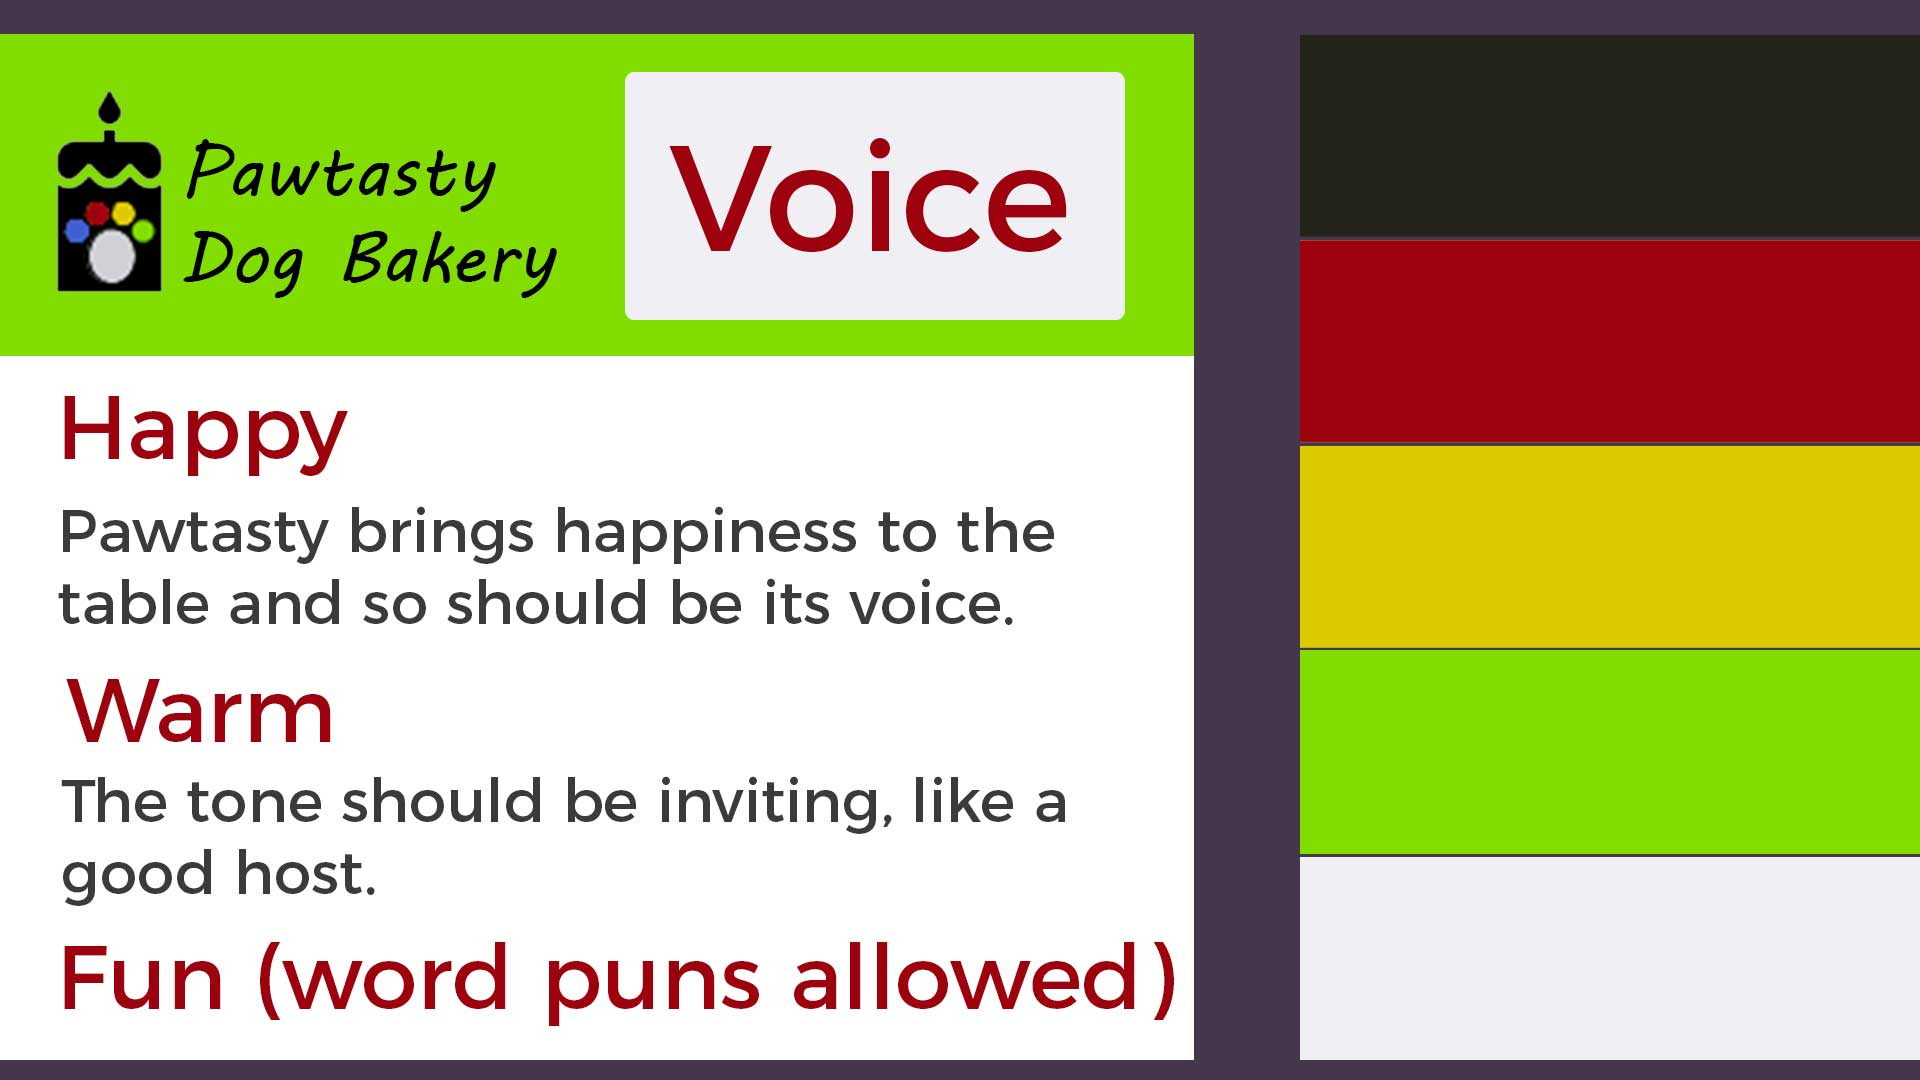 Pawtasty
Dog Bakery
Voice
Happy
Pawtasty brings happiness to the
table and so should be its voice.
Warm
The tone should be inviting, like a
good host.
Fun (word puns allowed)